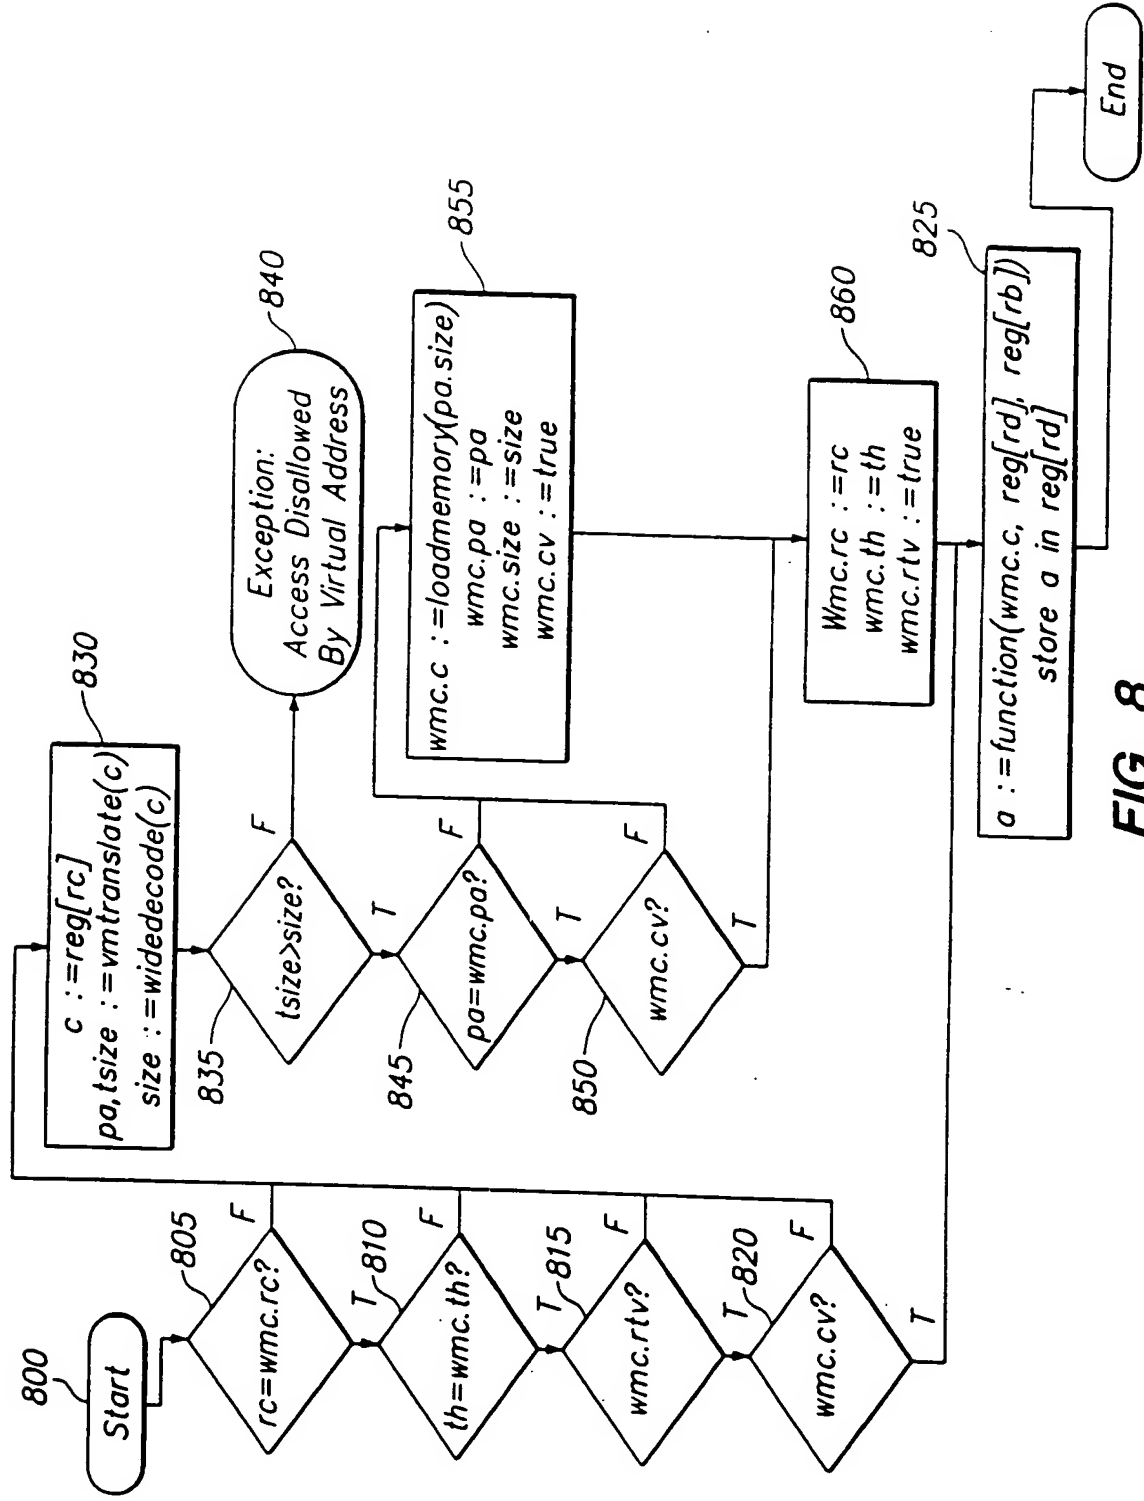 800
Start
805
rc=wmc.rc?
F
T
810
th=wmc.th?
F
T
815
wmc.rtv?
F
T
820
wmc.cv?
F
T
830
c :=reg[rc]
pa,tsize :=vmtranslate(c)
size :=widedecode(c)
835
tsize>size?
F
T
840
Exception:
Access Disallowed
By Virtual Address
845
pa=wmc.pa?
F
T
850
wmc.cv?
F
T
855
wmc.c :=loadmemory(pa.size)
wmc.pa :=pa
wmc.size :=size
wmc.cv :=true
860
Wmc.rc :=rc
wmc.th :=th
wmc.rtv :=true
825
a :=function(wmc.c, reg[rd], reg[rb])
store a in reg[rd]
End
FIG 8